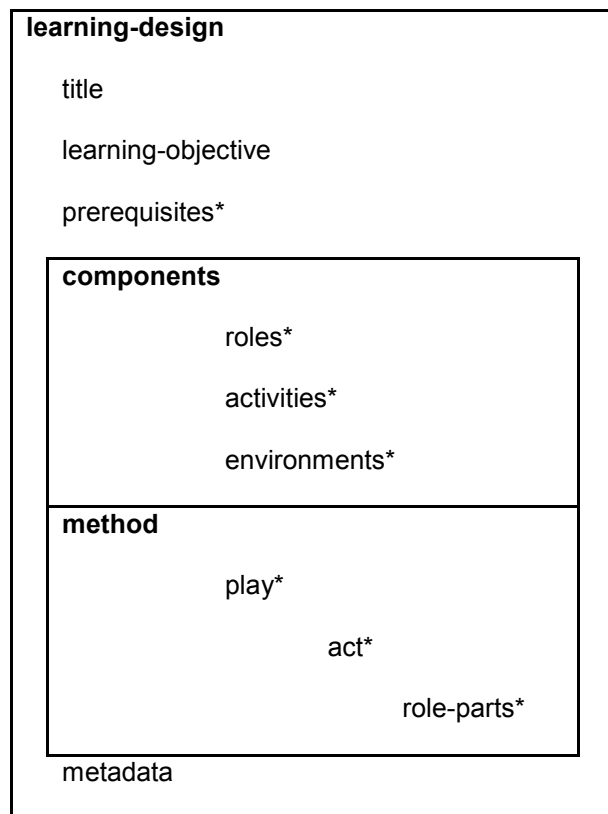 learning-design
title
learning-objective
prerequisites*
components
roles*
activities*
environments*
method
play*
act*
role-parts*
metadata